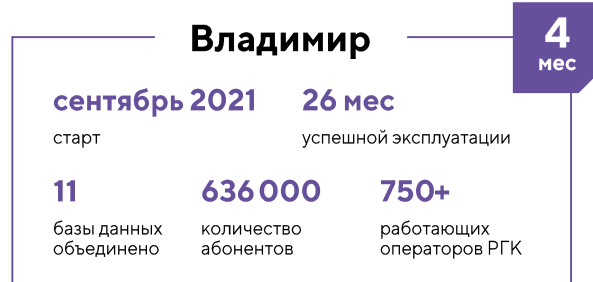 Владимир
4
мес
сентябрь 2021
старт
26 мес
успешной эксплуатации
11
базы данных
объединено
636 000
количество
абонентов
750+
работающих
операторов РГК